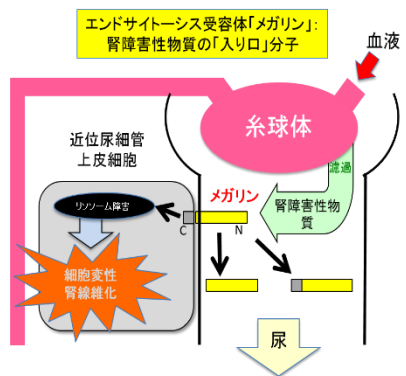 エンドサイトーシス受容体「メガリン」:
腎障害性物質の「入り口」分子
血液
糸球体
近位尿細管
上皮細胞
濾過
メガリン
腎障害性物
質
リソソーム障害
C
N
細胞変性
腎線維化
尿